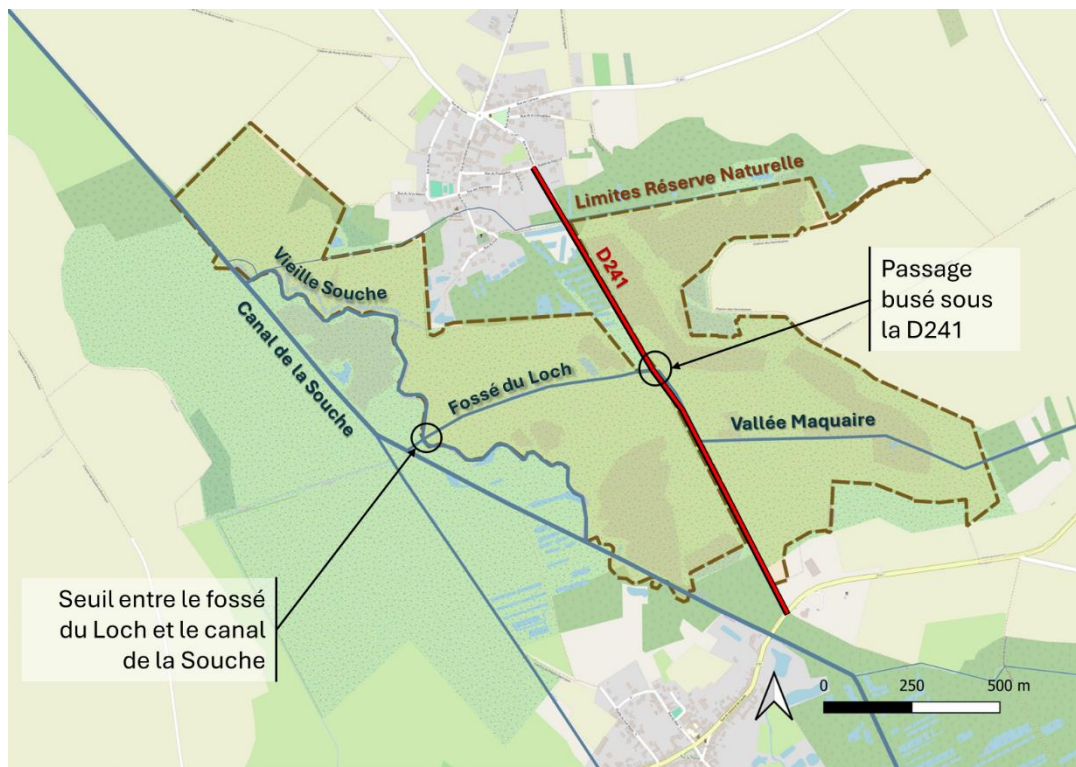 Limites Réserve Naturelle
D241
Vieille Souche
Passage
busé sous
la D241
Canal de la Souche
Fossé du Loch
Vallée Maquaire
Seuil entre le fossé
du Loch et le canal
de la Souche
0 250 500 m